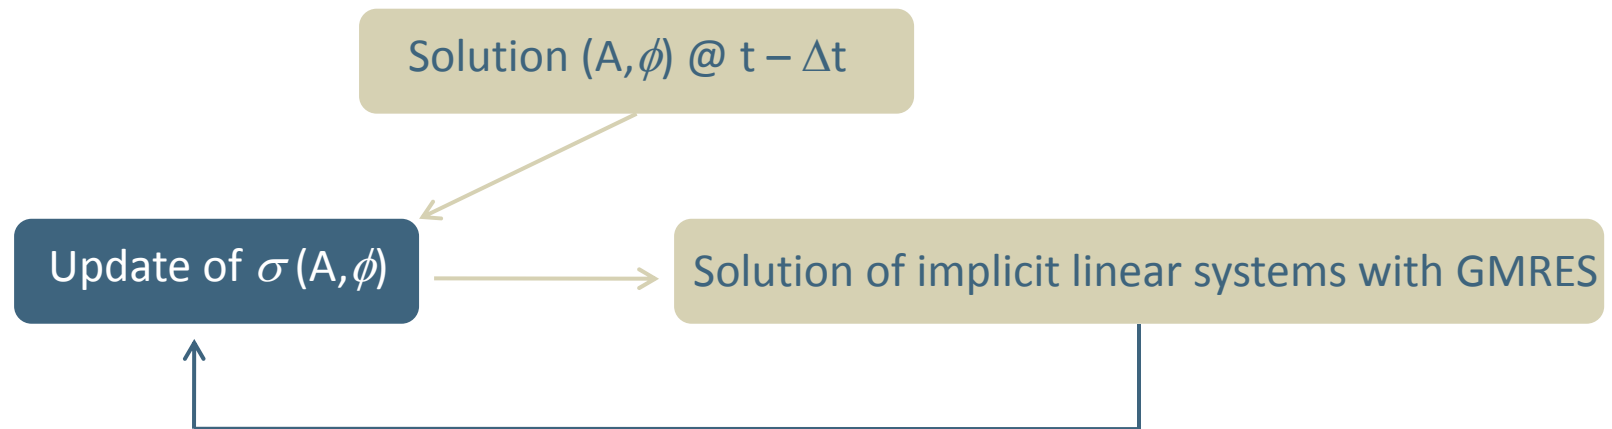 Solution (A,ϕ) @ t – Δt
Update of σ (A,ϕ)
Solution of implicit linear systems with GMRES